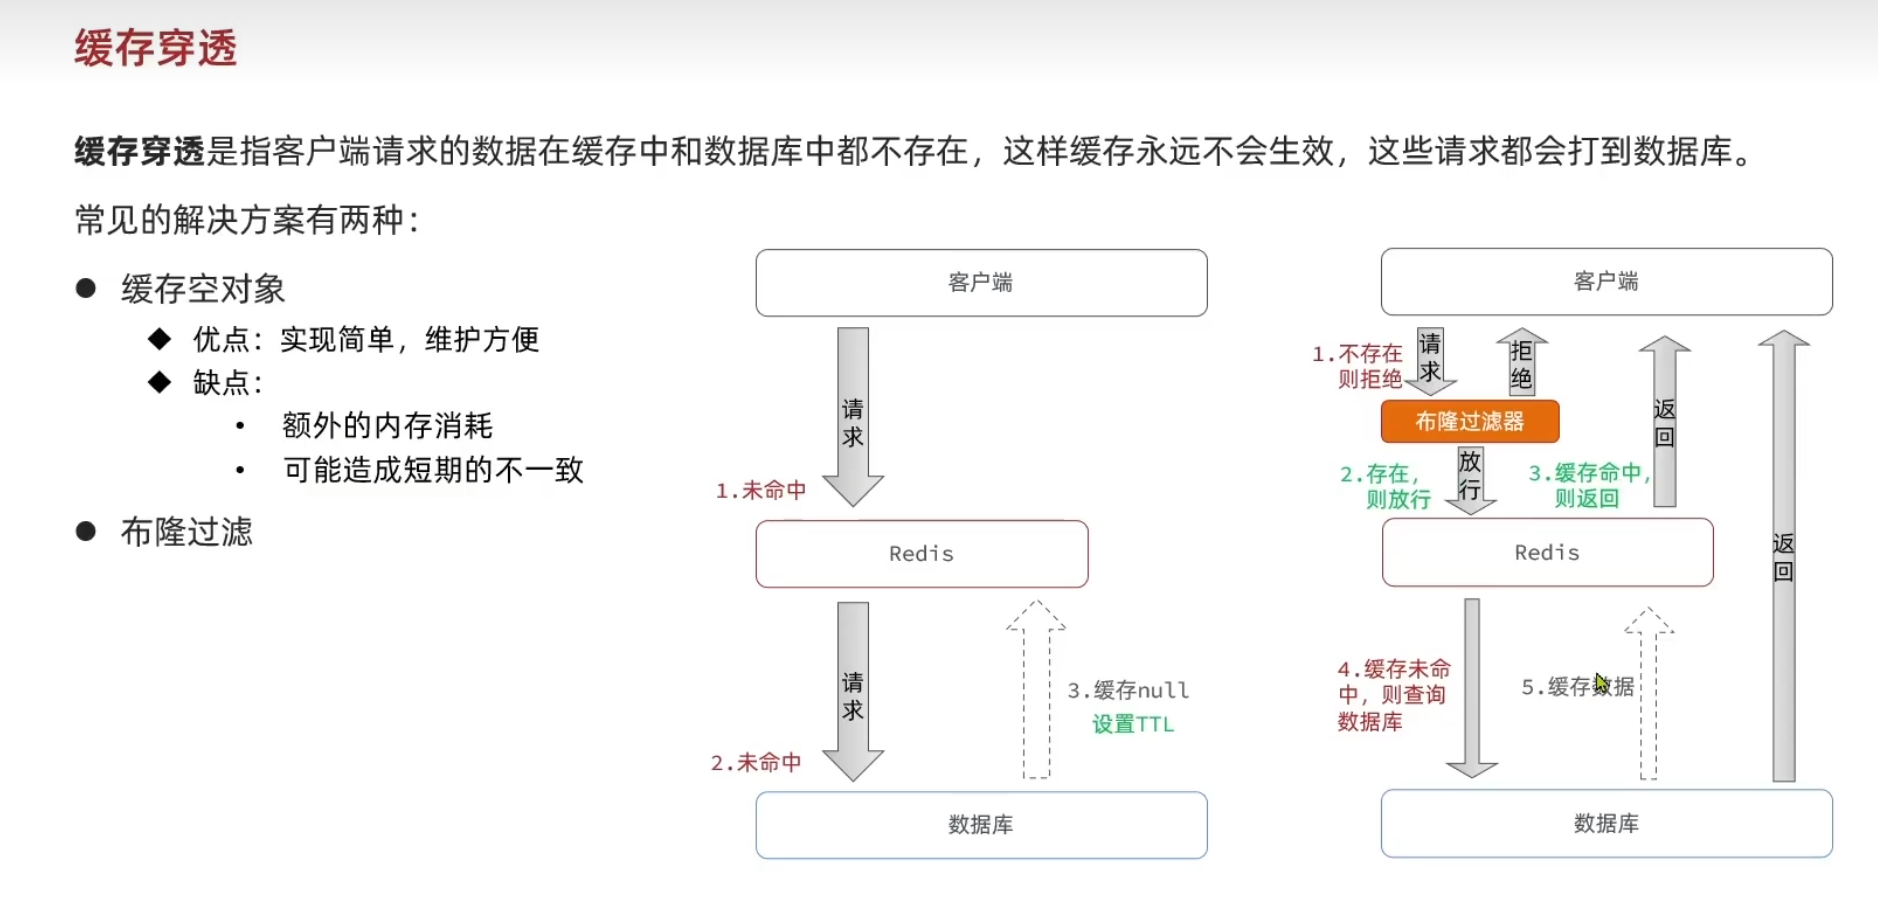 缓存穿透
缓存穿透是指客户端请求的数据在缓存中和数据库中都不存在，这样缓存永远不会生效，这些请求都会打到数据库。
常见的解决方案有两种：
● 缓存空对象
◆ 优点：实现简单，维护方便
◆ 缺点：
• 额外的内存消耗
• 可能造成短期的不一致
● 布隆过滤
客户端
请求
1.未命中
Redis
请求
2.未命中
3.缓存null
设置TTL
数据库
客户端
1.不存在
则拒绝
请求
拒绝
布隆过滤器
2.存在，
则放行
放行
3.缓存命中，
则返回
返回
Redis
返回
4.缓存未命
中，则查询
数据库
5.缓存数据
数据库